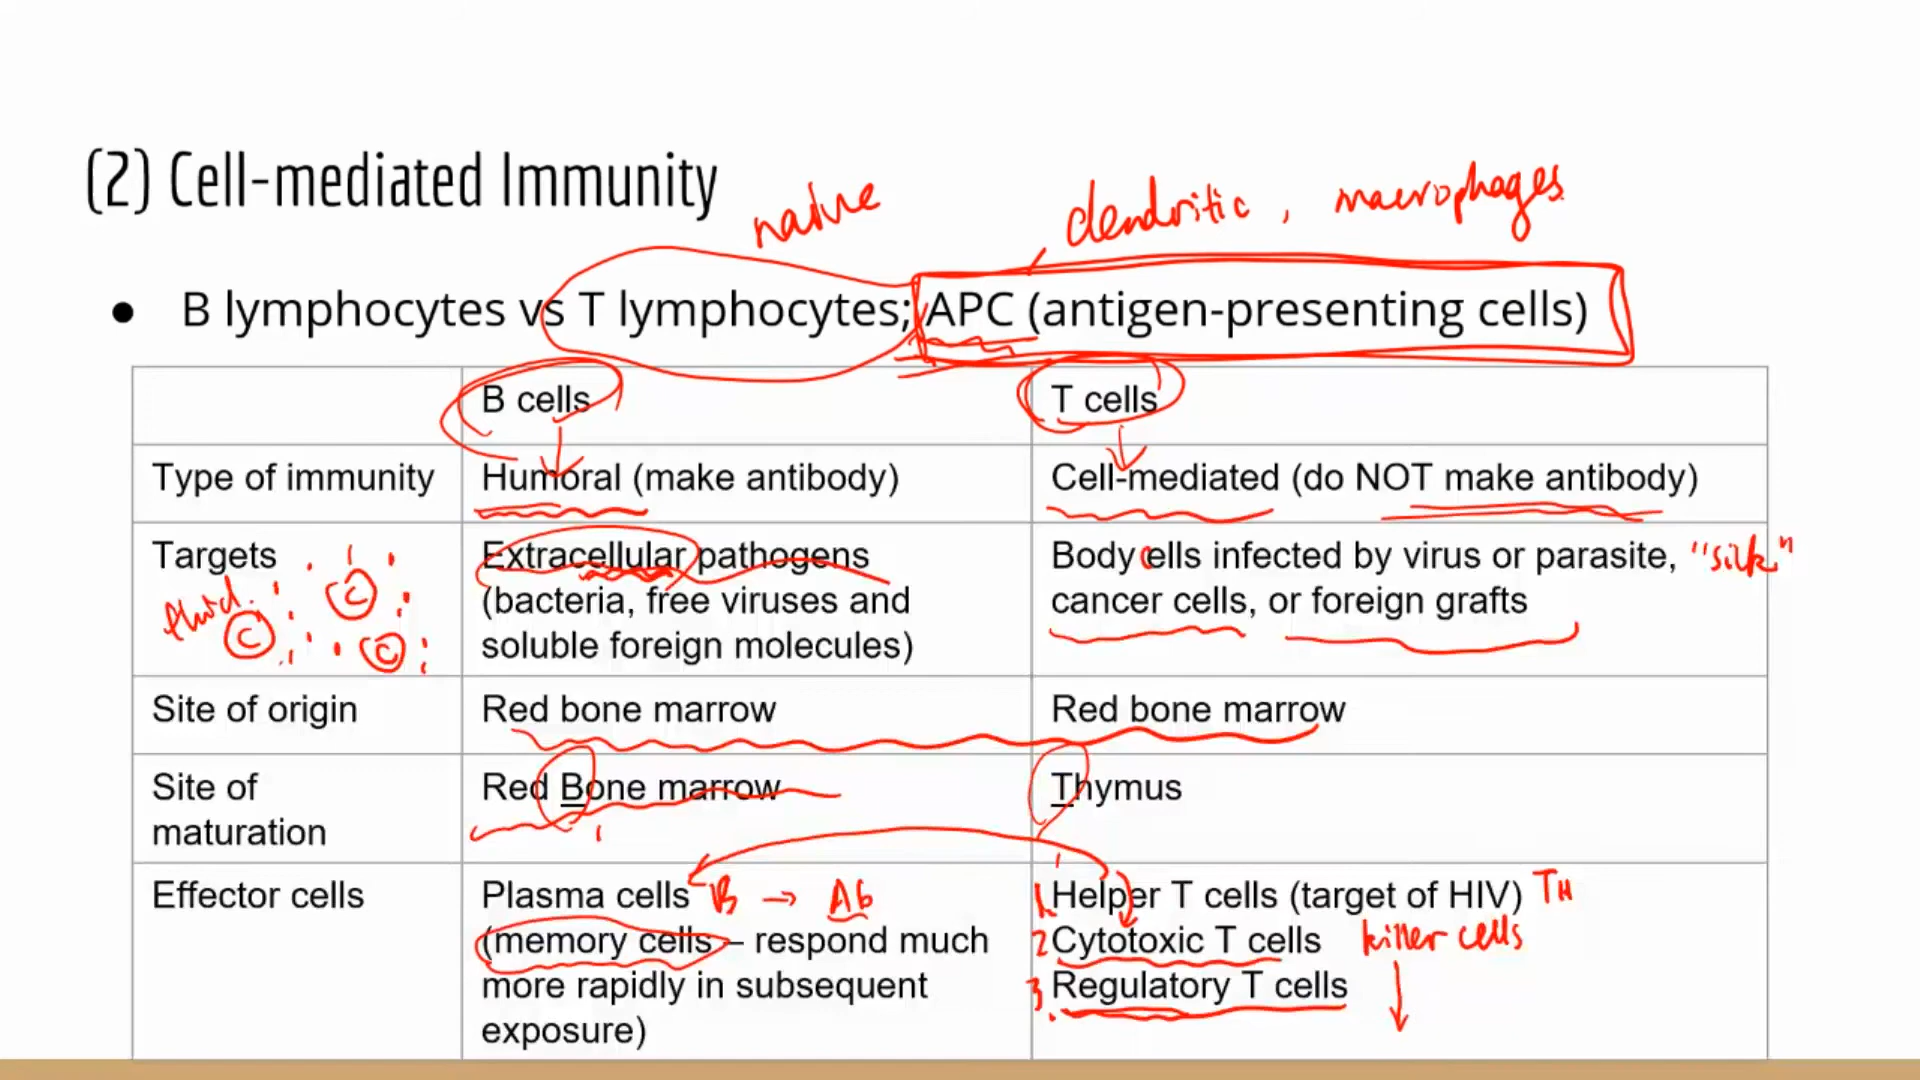 (2) Cell-mediated Immunity
naive
dendritic, macrophages
● B lymphocytes vs T lymphocytes; APC (antigen-presenting cells)
B cells
T cells
Type of immunity
Humoral (make antibody)
Cell-mediated (do NOT make antibody)
Targets
fluid
C
C
C
Extracellular pathogens
(bacteria, free viruses and
soluble foreign molecules)
Body cells infected by virus or parasite,
cancer cells, or foreign grafts
Site of origin
Red bone marrow
Red bone marrow
Site of
maturation
Red Bone marrow
Thymus
Effector cells
Plasma cells B → Ab
(memory cells – respond much
more rapidly in subsequent
exposure)
1. Helper T cells (target of HIV) TH
2 Cytotoxic T cells killer cells
3. Regulatory T cells